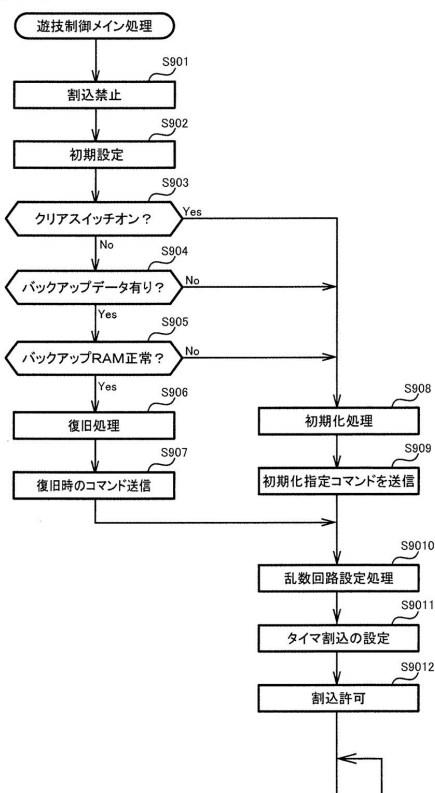 遊技制御メイン処理
S901
割込禁止
S902
初期設定
S903
クリアスイッチオン？
Yes
No
S904
バックアップデータ有り？
No
Yes
S905
バックアップRAM正常？
No
Yes
S906
復旧処理
S907
復旧時のコマンド送信
S908
初期化処理
S909
初期化指定コマンドを送信
S9010
乱数回路設定処理
S9011
タイマ割込の設定
S9012
割込許可